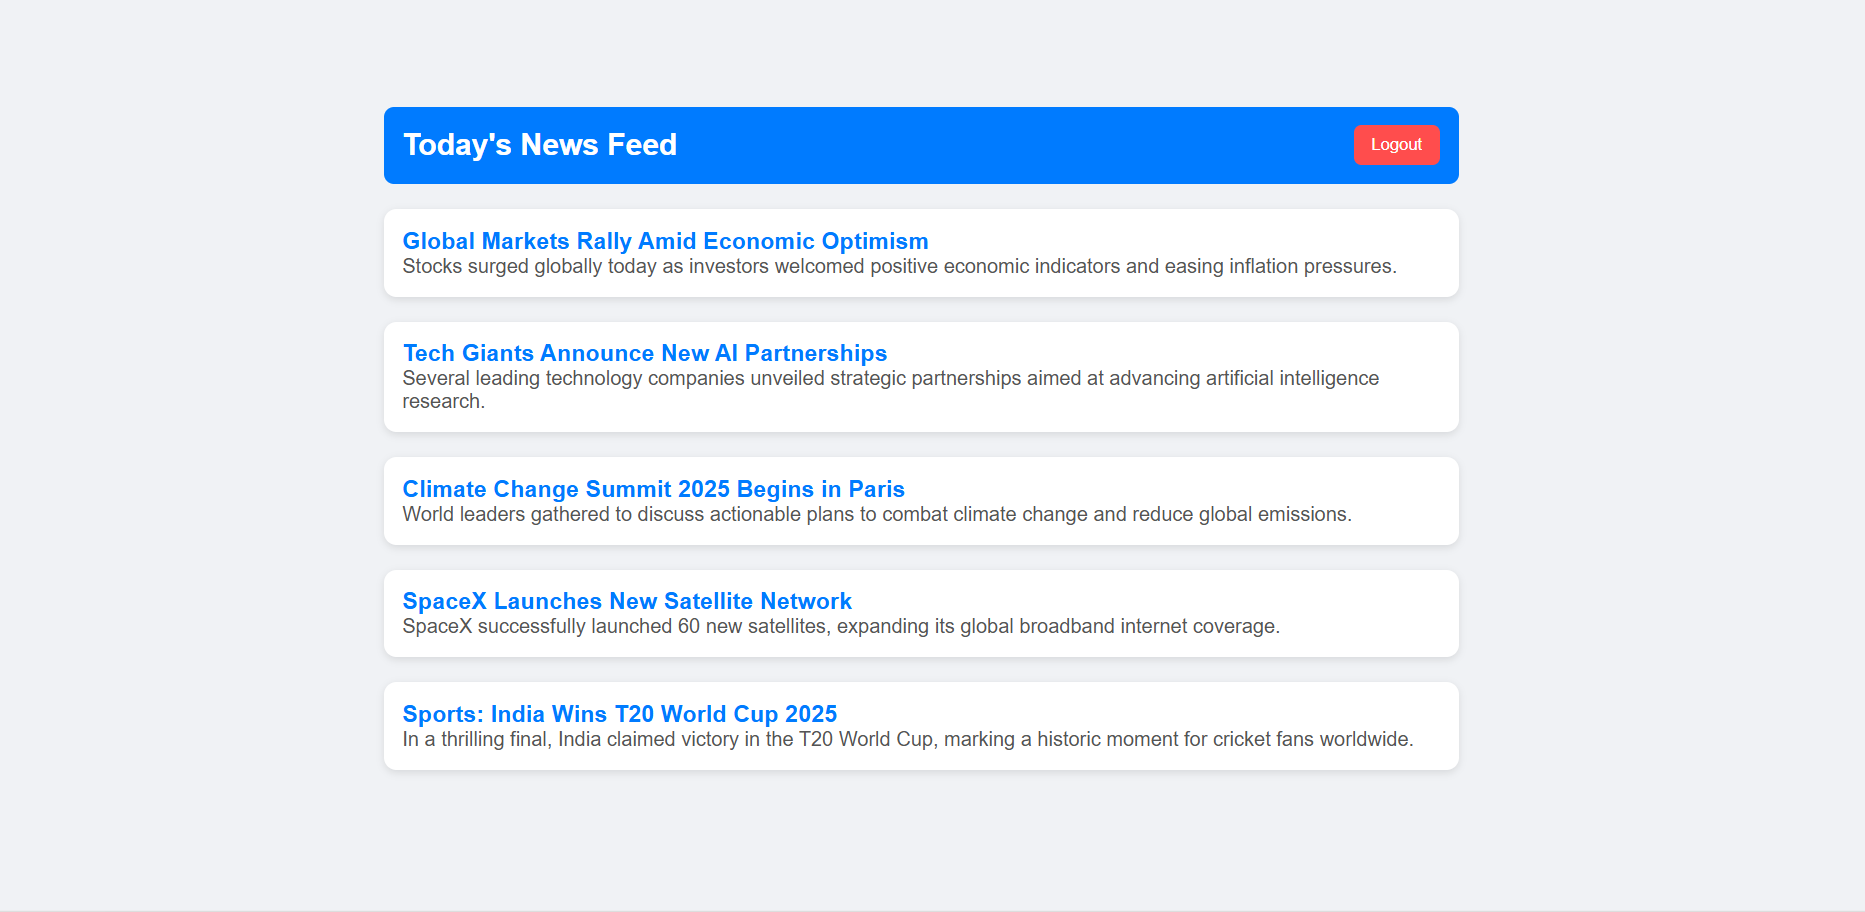 Today's News Feed
Logout
Global Markets Rally Amid Economic Optimism
Stocks surged globally today as investors welcomed positive economic indicators and easing inflation pressures.
Tech Giants Announce New AI Partnerships
Several leading technology companies unveiled strategic partnerships aimed at advancing artificial intelligence
research.
Climate Change Summit 2025 Begins in Paris
World leaders gathered to discuss actionable plans to combat climate change and reduce global emissions.
SpaceX Launches New Satellite Network
SpaceX successfully launched 60 new satellites, expanding its global broadband internet coverage.
Sports: India Wins T20 World Cup 2025
In a thrilling final, India claimed victory in the T20 World Cup, marking a historic moment for cricket fans worldwide.